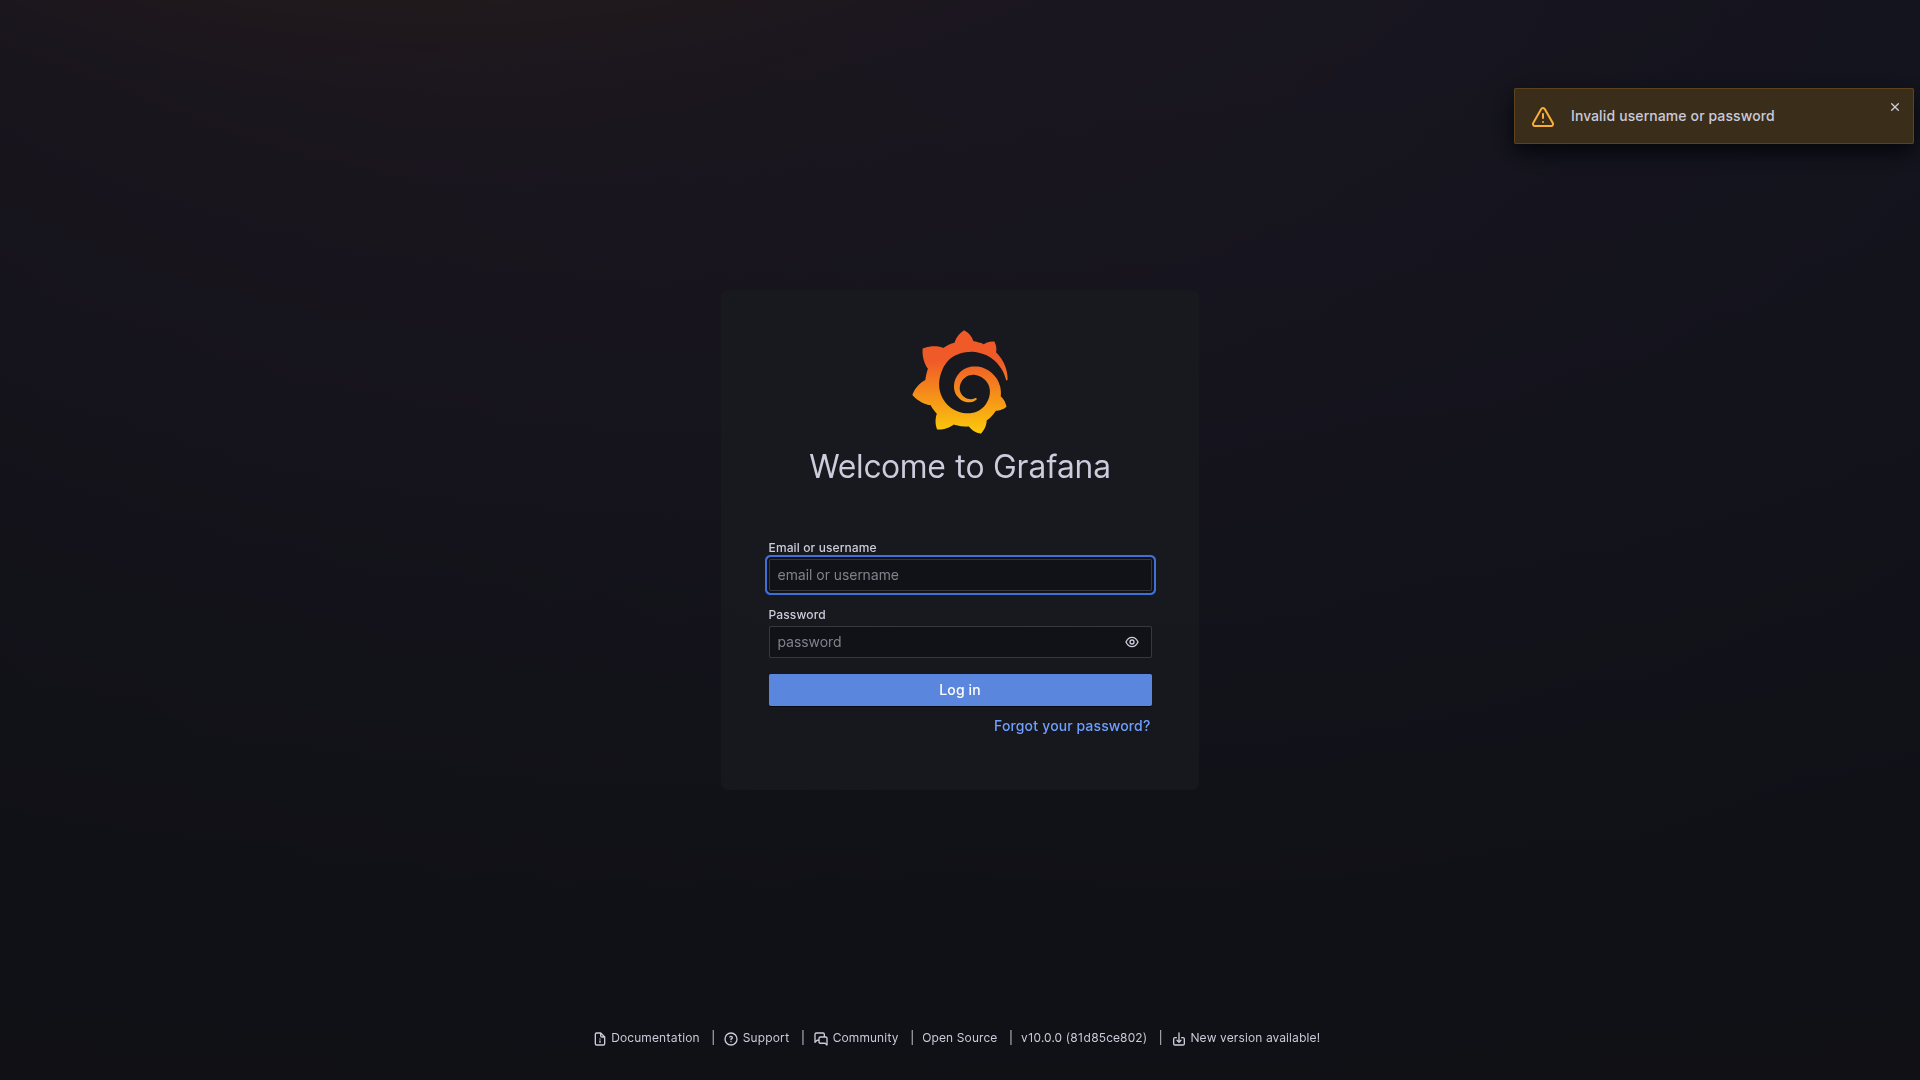 Invalid username or password
Welcome to Grafana
Email or username
email or username
Password
password
Log in
Forgot your password?
Documentation | Support | Community | Open Source | v10.0.0 (81d85ce802) | New version available!